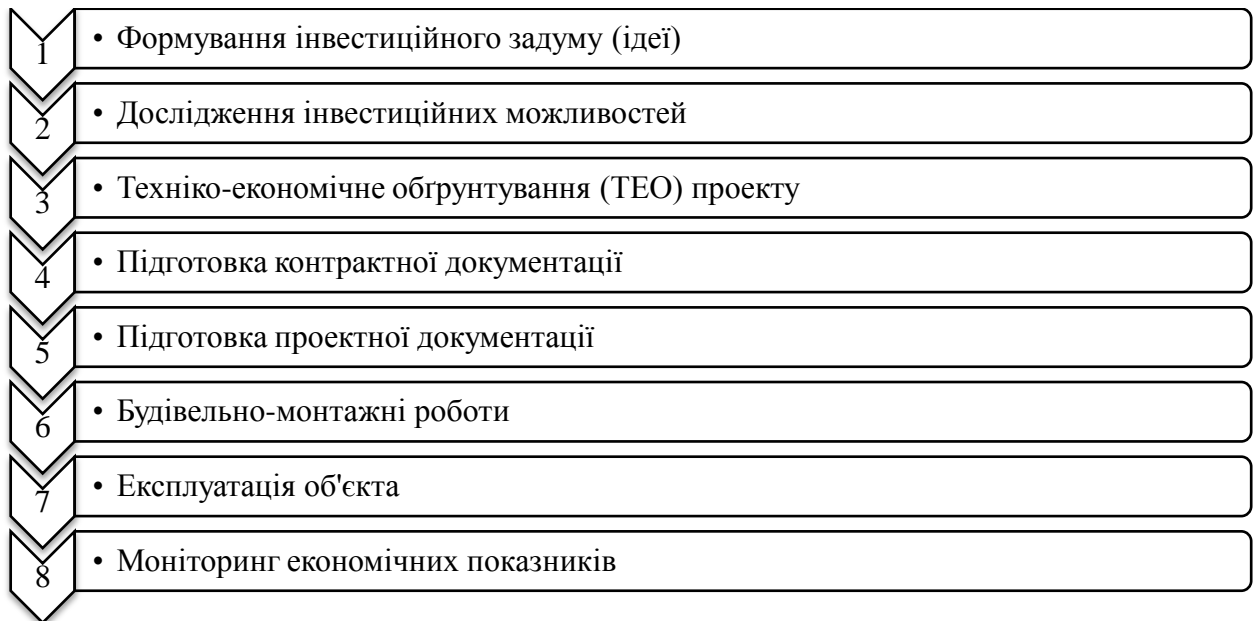 1 • Формування інвестиційного задуму (ідеї)
2 • Дослідження інвестиційних можливостей
3 • Техніко-економічне обґрунтування (ТЕО) проекту
4 • Підготовка контрактної документації
5 • Підготовка проектної документації
6 • Будівельно-монтажні роботи
7 • Експлуатація об'єкта
8 • Моніторинг економічних показників